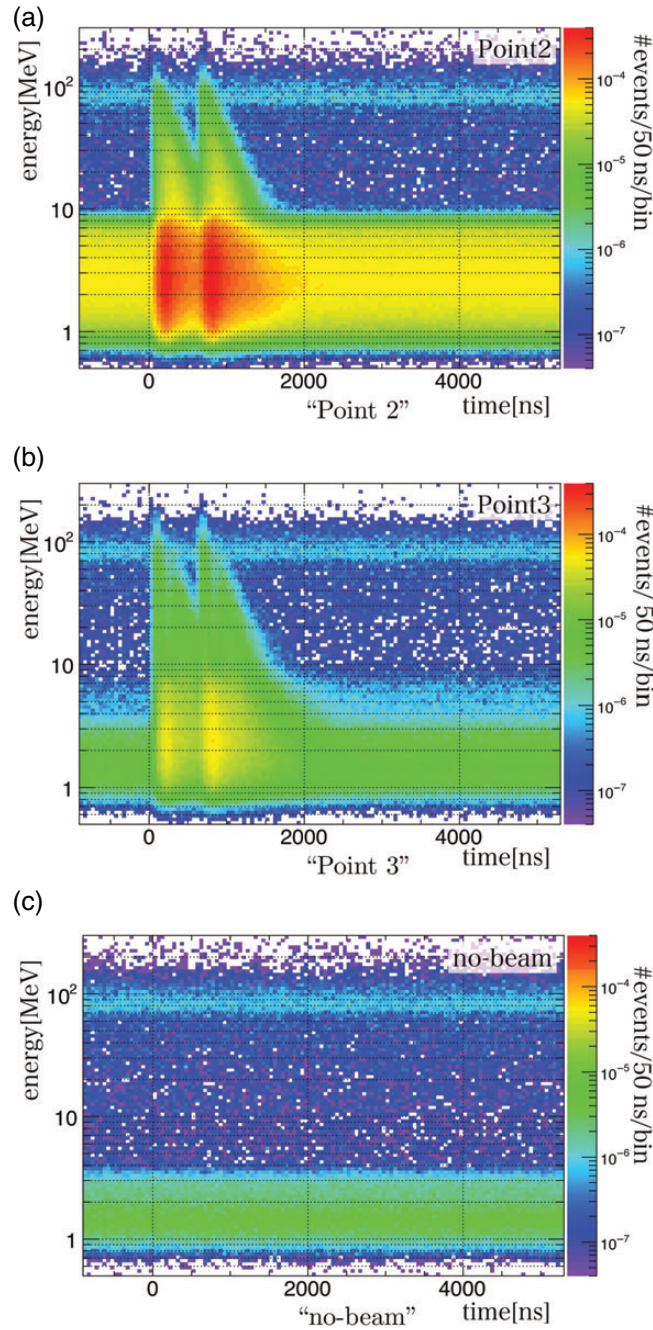 (a)
Point2
energy[MeV]
10²
10
1
0
2000
4000
"Point 2"
time[ns]
#events/50 ns/bin
10⁻⁴
10⁻⁵
10⁻⁶
10⁻⁷
(b)
Point3
energy[MeV]
10²
10
1
0
2000
4000
"Point 3"
time[ns]
#events/ 50 ns/bin
10⁻⁴
10⁻⁵
10⁻⁶
10⁻⁷
(c)
no-beam
energy[MeV]
10²
10
1
0
2000
4000
"no-beam"
time[ns]
#events/50 ns/bin
10⁻⁴
10⁻⁵
10⁻⁶
10⁻⁷